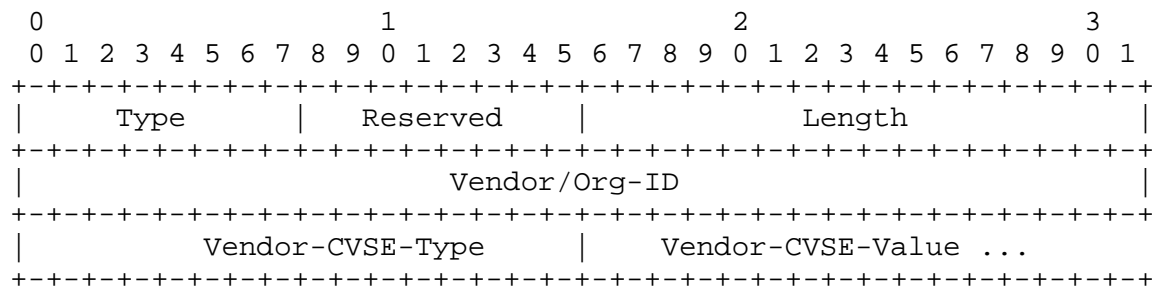 0                   1                   2                   3
 0 1 2 3 4 5 6 7 8 9 0 1 2 3 4 5 6 7 8 9 0 1 2 3 4 5 6 7 8 9 0 1
+-+-+-+-+-+-+-+-+-+-+-+-+-+-+-+-+-+-+-+-+-+-+-+-+-+-+-+-+-+-+-+-+
|     Type      |   Reserved    |            Length             |
+-+-+-+-+-+-+-+-+-+-+-+-+-+-+-+-+-+-+-+-+-+-+-+-+-+-+-+-+-+-+-+-+
|                        Vendor/Org-ID                          |
+-+-+-+-+-+-+-+-+-+-+-+-+-+-+-+-+-+-+-+-+-+-+-+-+-+-+-+-+-+-+-+-+
|          Vendor-CVSE-Type     |    Vendor-CVSE-Value ...
+-+-+-+-+-+-+-+-+-+-+-+-+-+-+-+-+-+-+-+-+-+-+-+-+-+-+-+-+-+-+-+-+